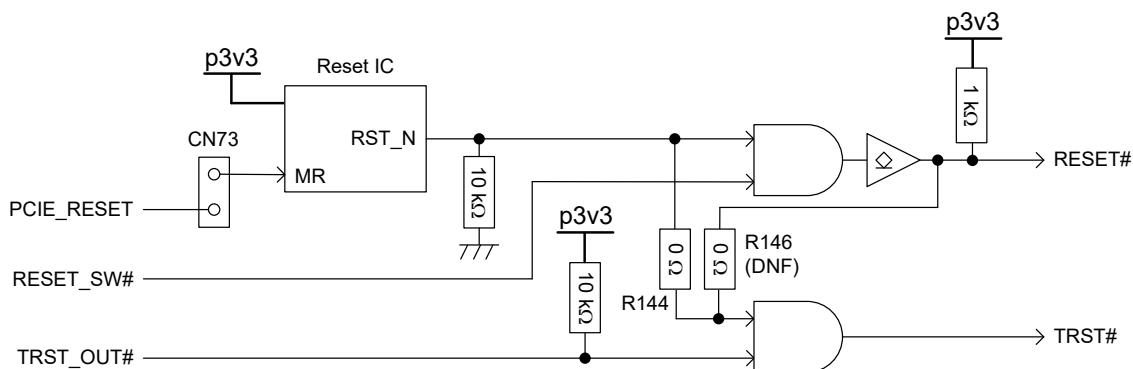 p3v3
p3v3
Reset IC
1 kΩ
CN73
RST_N
RESET#
MR
10 kΩ
PCIE_RESET
p3v3
0 Ω
0 Ω
R146
(DNF)
RESET_SW#
10 kΩ
R144
TRST_OUT#
TRST#